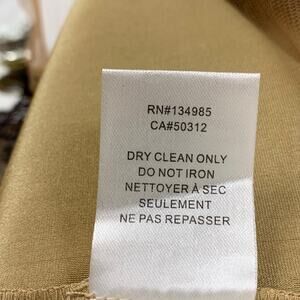 RN#134985
CA#50312
DRY CLEAN ONLY
DO NOT IRON
NETTOYER À SEC
SEULEMENT
NE PAS REPASSER